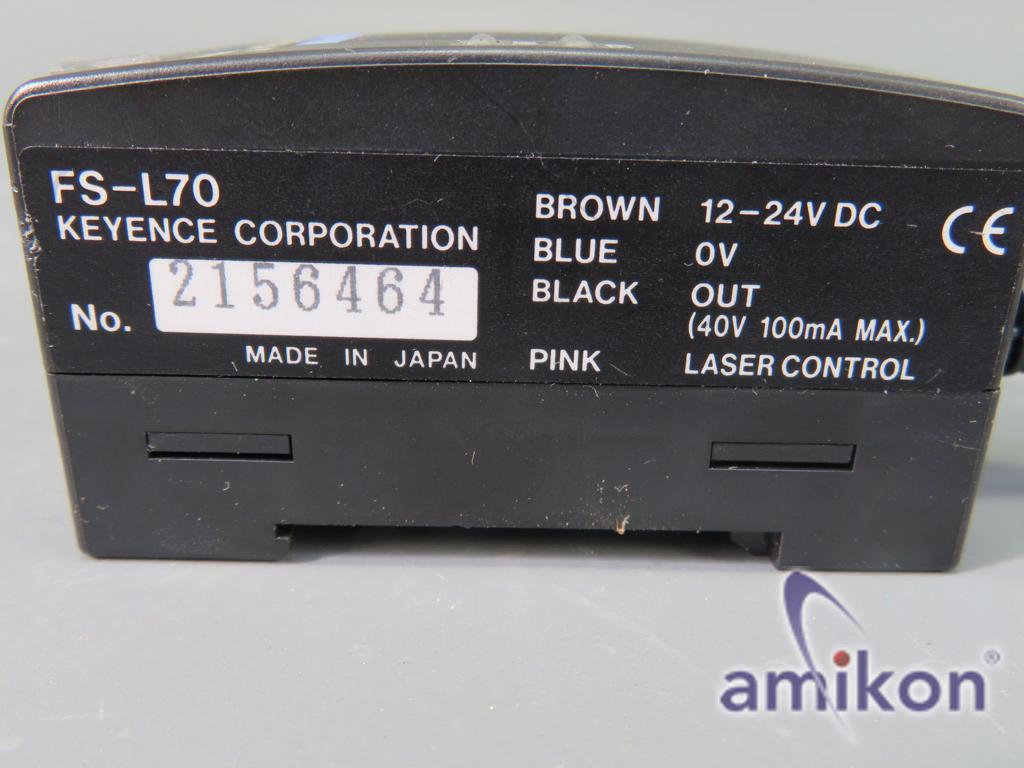 FS-L70
KEYENCE CORPORATION
No. 2156464
MADE IN JAPAN
BROWN 12-24V DC
BLUE 0V
BLACK OUT
(40V 100mA MAX.)
PINK LASER CONTROL
CE
amikon®